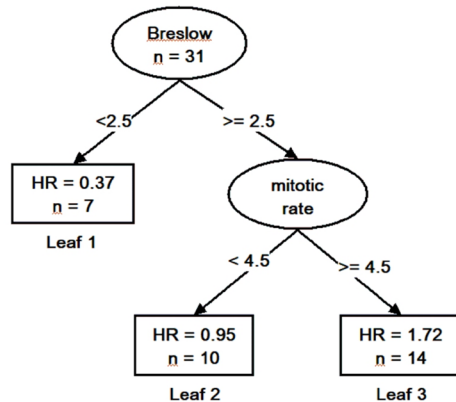 Breslow
n = 31
<2.5
>= 2.5
HR = 0.37
n = 7
Leaf 1
mitotic
rate
< 4.5
>= 4.5
HR = 0.95
n = 10
Leaf 2
HR = 1.72
n = 14
Leaf 3